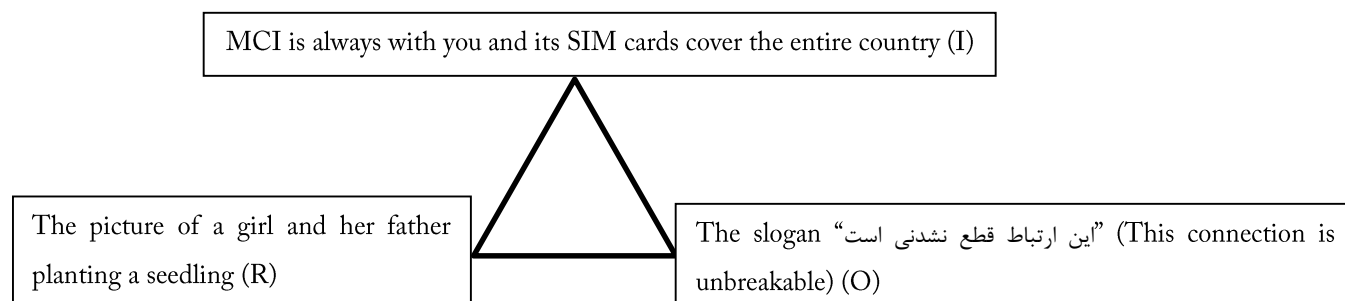 MCI is always with you and its SIM cards cover the entire country (I)
The picture of a girl and her father
planting a seedling (R)
The slogan “این ارتباط قطع نشدنی است” (This connection is
unbreakable) (O)